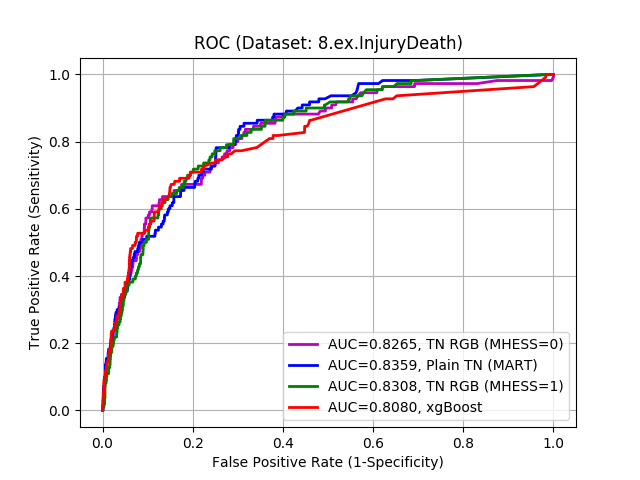 ROC (Dataset: 8.ex.InjuryDeath)
True Positive Rate (Sensitivity)
1.0
0.8
0.6
0.4
0.2
0.0
AUC=0.8265, TN RGB (MHESS=0)
AUC=0.8359, Plain TN (MART)
AUC=0.8308, TN RGB (MHESS=1)
AUC=0.8080, xgBoost
0.0 0.2 0.4 0.6 0.8 1.0
False Positive Rate (1-Specificity)